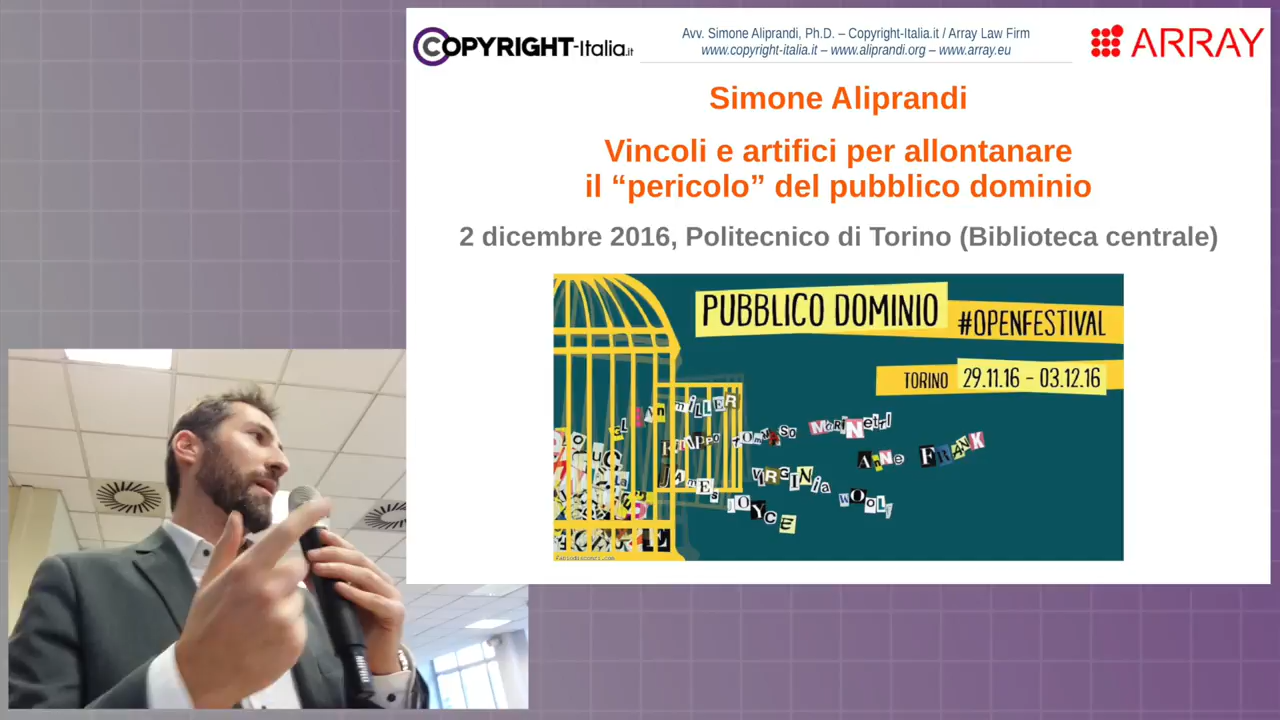 COPYRIGHT-Italia.it
Avv. Simone Aliprandi, Ph.D. – Copyright-Italia.it / Array Law Firm
www.copyright-italia.it – www.aliprandi.org – www.array.eu
ARRAY
Simone Aliprandi
Vincoli e artifici per allontanare
il “pericolo” del pubblico dominio
2 dicembre 2016, Politecnico di Torino (Biblioteca centrale)
PUBBLICO DOMINIO
#OPENFESTIVAL
TORINO 29.11.16 - 03.12.16
miLLER
FiLiPPO TOMMASO MaRiNettI
AnNe FRANK
JAmES JOYCE
VIRGINia wOOLf